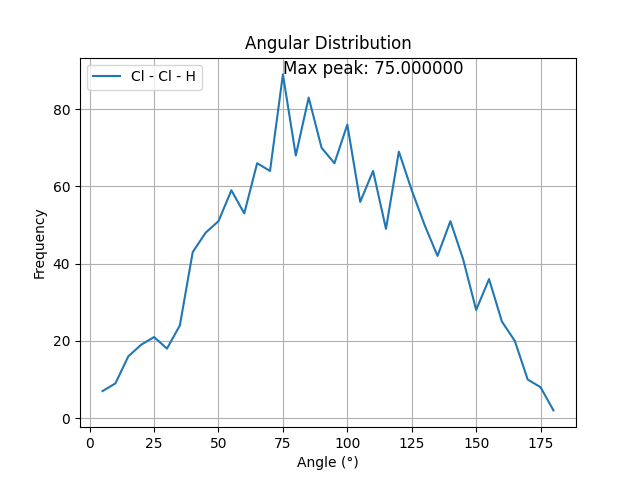 Angular Distribution
Max peak: 75.000000
Cl - Cl - H
80
60
40
20
0
Frequency
0 25 50 75 100 125 150 175
Angle (°)